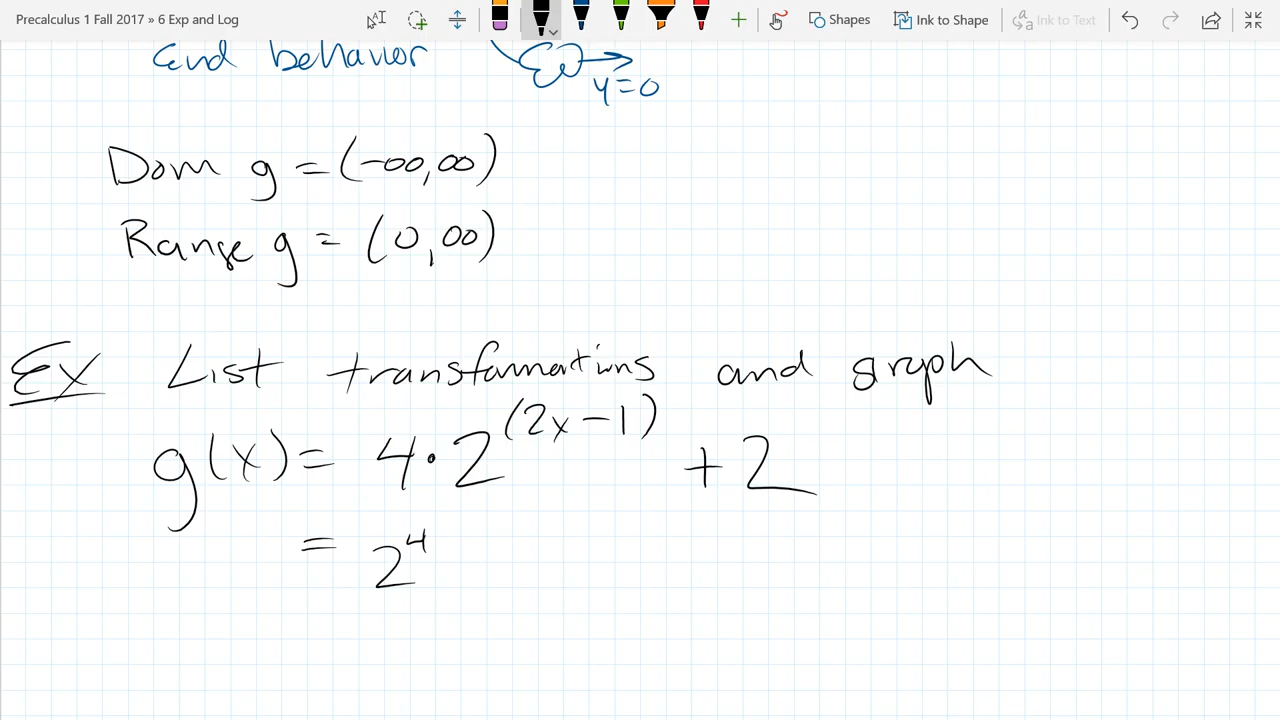 Precalculus 1 Fall 2017 » 6 Exp and Log
Shapes
Ink to Shape
Ink to Text
End behavior
y=0
Dom g = (-∞,∞)
Range g = (0,∞)
Ex List transformations and graph
g(x) = 4·2^(2x-1) +2
= 2^4